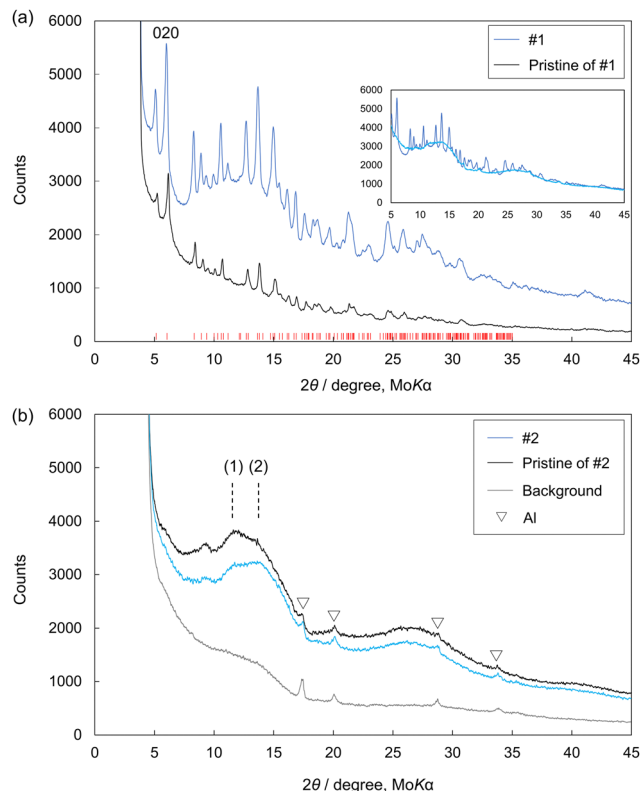 (a)
6000
5000
4000
3000
2000
1000
0
Counts
020
#1
Pristine of #1
6000
5000
4000
3000
2000
1000
0
5 10 15 20 25 30 35 40 45
0 5 10 15 20 25 30 35 40 45
2θ / degree, MoKα
(b)
6000
5000
4000
3000
2000
1000
0
Counts
(1) (2)
#2
Pristine of #2
Background
Al
0 5 10 15 20 25 30 35 40 45
2θ / degree, MoKα